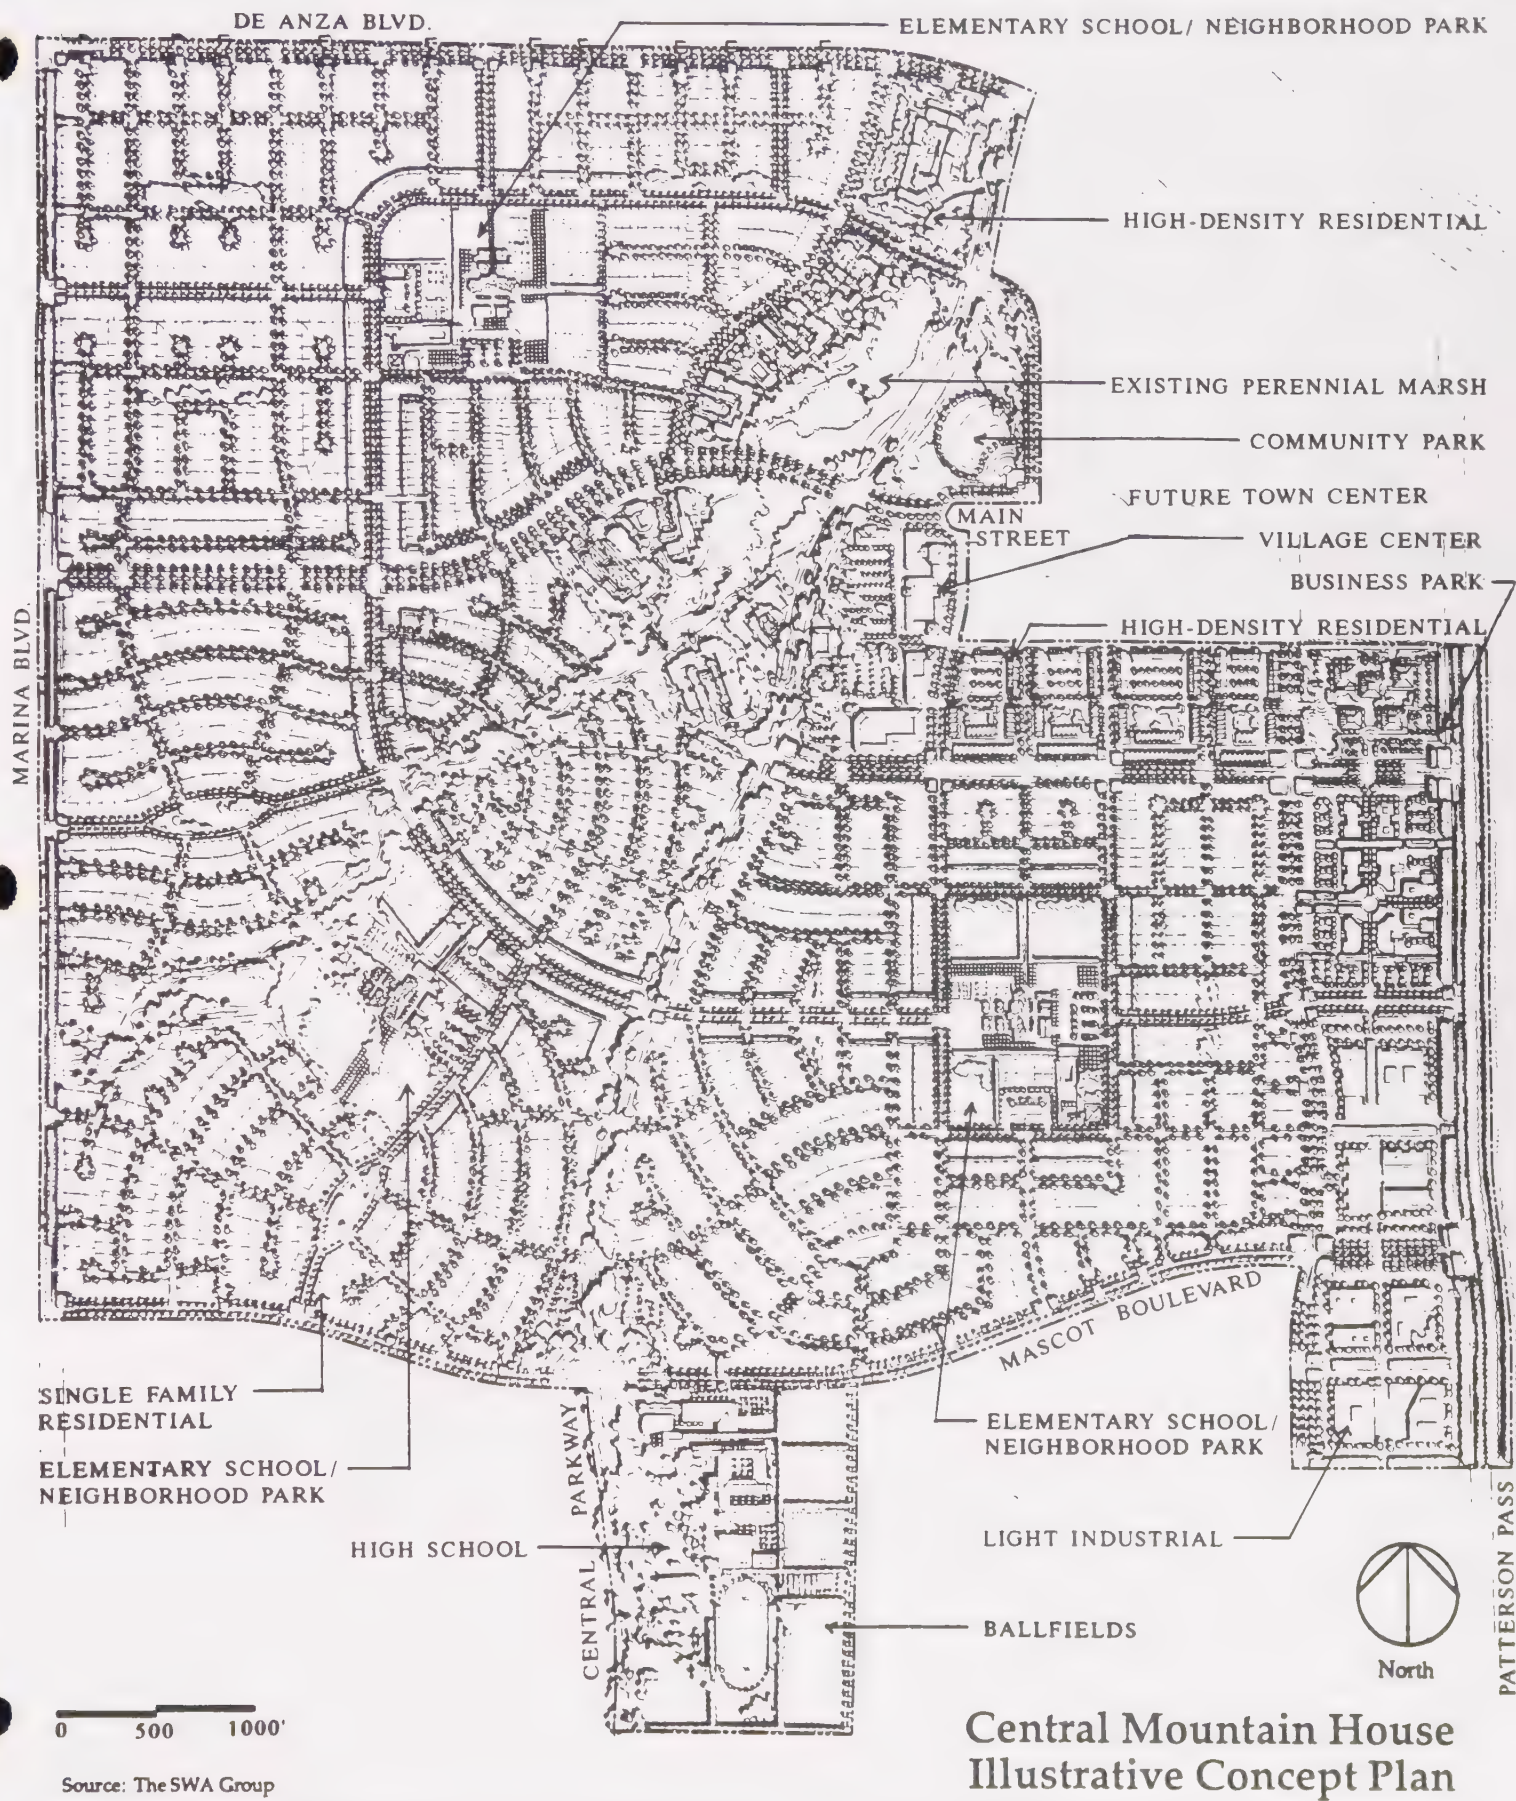 DE ANZA BLVD.
ELEMENTARY SCHOOL/ NEIGHBORHOOD PARK
HIGH-DENSITY RESIDENTIAL
EXISTING PERENNIAL MARSH
COMMUNITY PARK
FUTURE TOWN CENTER
MAIN
STREET
VILLAGE CENTER
BUSINESS PARK
HIGH-DENSITY RESIDENTIAL
MARINA BLVD.
MASCOT BOULEVARD
SINGLE FAMILY
RESIDENTIAL
ELEMENTARY SCHOOL/
NEIGHBORHOOD PARK
ELEMENTARY SCHOOL/
NEIGHBORHOOD PARK
CENTRAL PARKWAY
HIGH SCHOOL
LIGHT INDUSTRIAL
BALLFIELDS
PATTERSON PASS
North
0 500 1000'
Central Mountain House
Illustrative Concept Plan
Source: The SWA Group